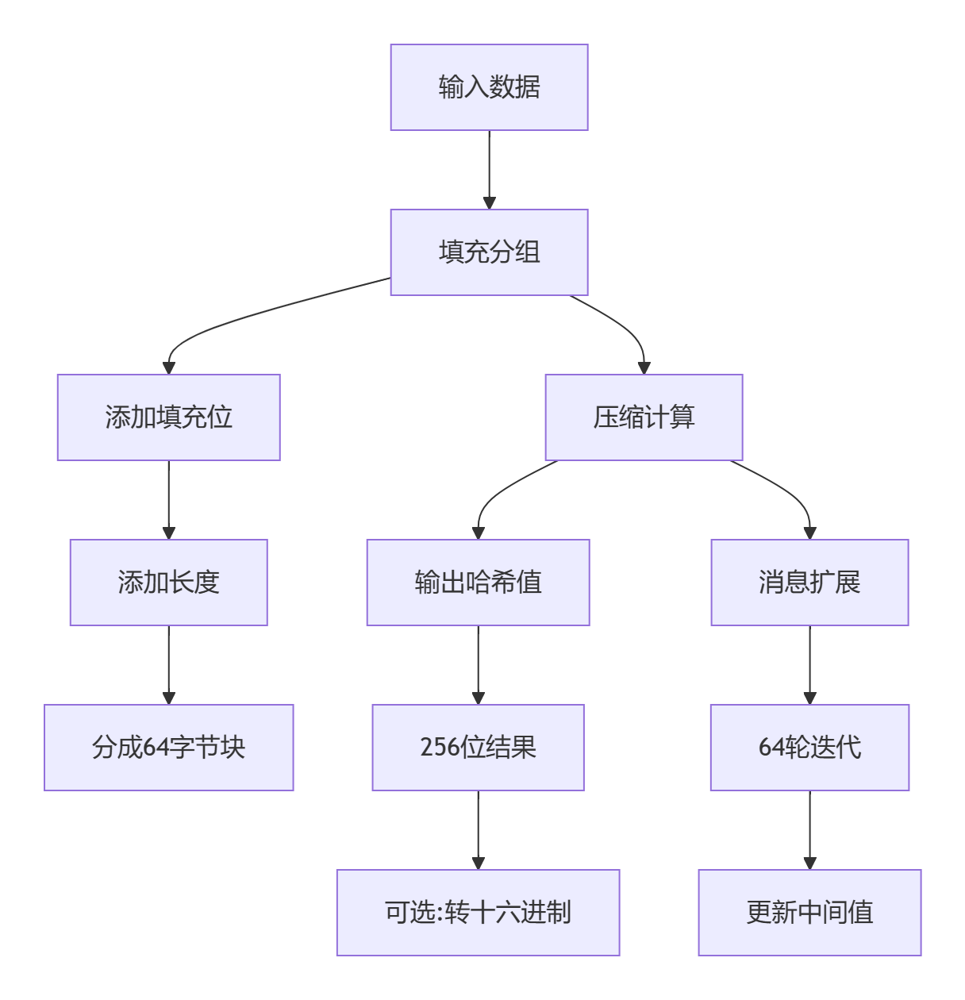 输入数据
填充分组
添加填充位
压缩计算
添加长度
输出哈希值
消息扩展
分成64字节块
256位结果
64轮迭代
可选:转十六进制
更新中间值